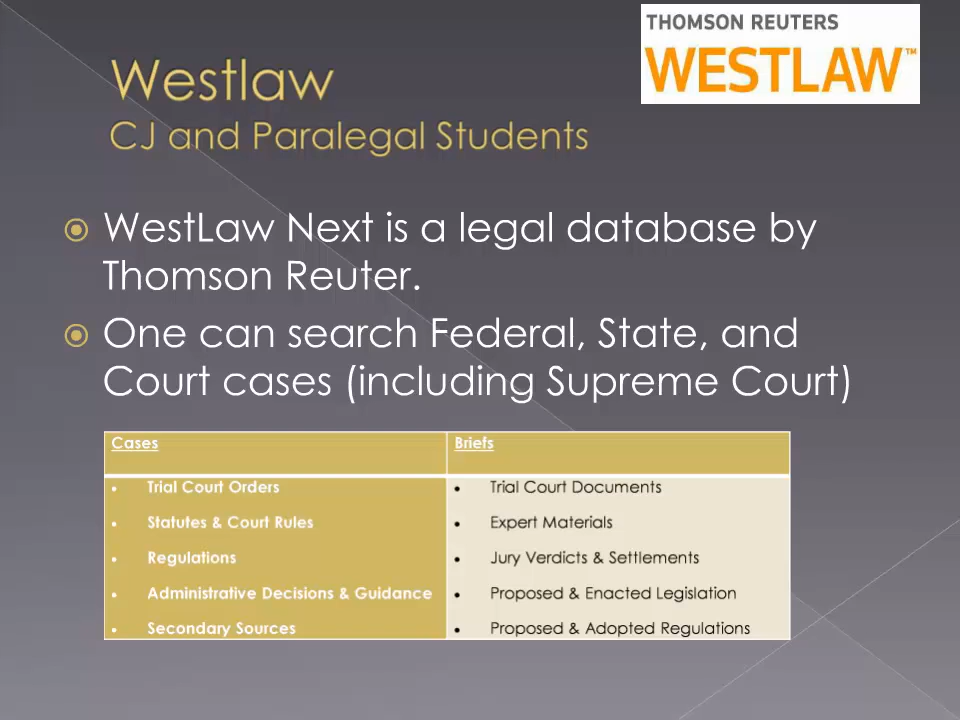 THOMSON REUTERS
WESTLAW™
Westlaw
CJ and Paralegal Students
WestLaw Next is a legal database by
Thomson Reuter.
One can search Federal, State, and
Court cases (including Supreme Court)
Cases
Briefs
• Trial Court Orders
• Trial Court Documents
• Statutes & Court Rules
• Expert Materials
• Regulations
• Jury Verdicts & Settlements
• Administrative Decisions & Guidance
• Proposed & Enacted Legislation
• Secondary Sources
• Proposed & Adopted Regulations